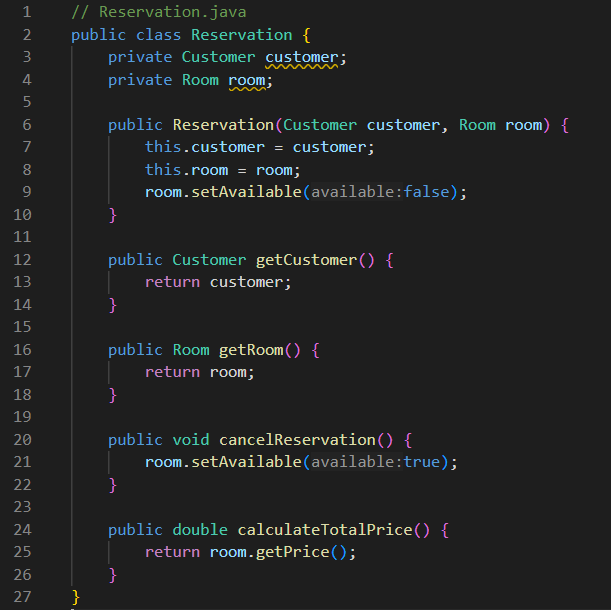 1 // Reservation.java
2 public class Reservation {
3     private Customer customer;
4     private Room room;
5
6     public Reservation(Customer customer, Room room) {
7         this.customer = customer;
8         this.room = room;
9         room.setAvailable(available:false);
10     }
11
12     public Customer getCustomer() {
13         return customer;
14     }
15
16     public Room getRoom() {
17         return room;
18     }
19
20     public void cancelReservation() {
21         room.setAvailable(available:true);
22     }
23
24     public double calculateTotalPrice() {
25         return room.getPrice();
26     }
27 }